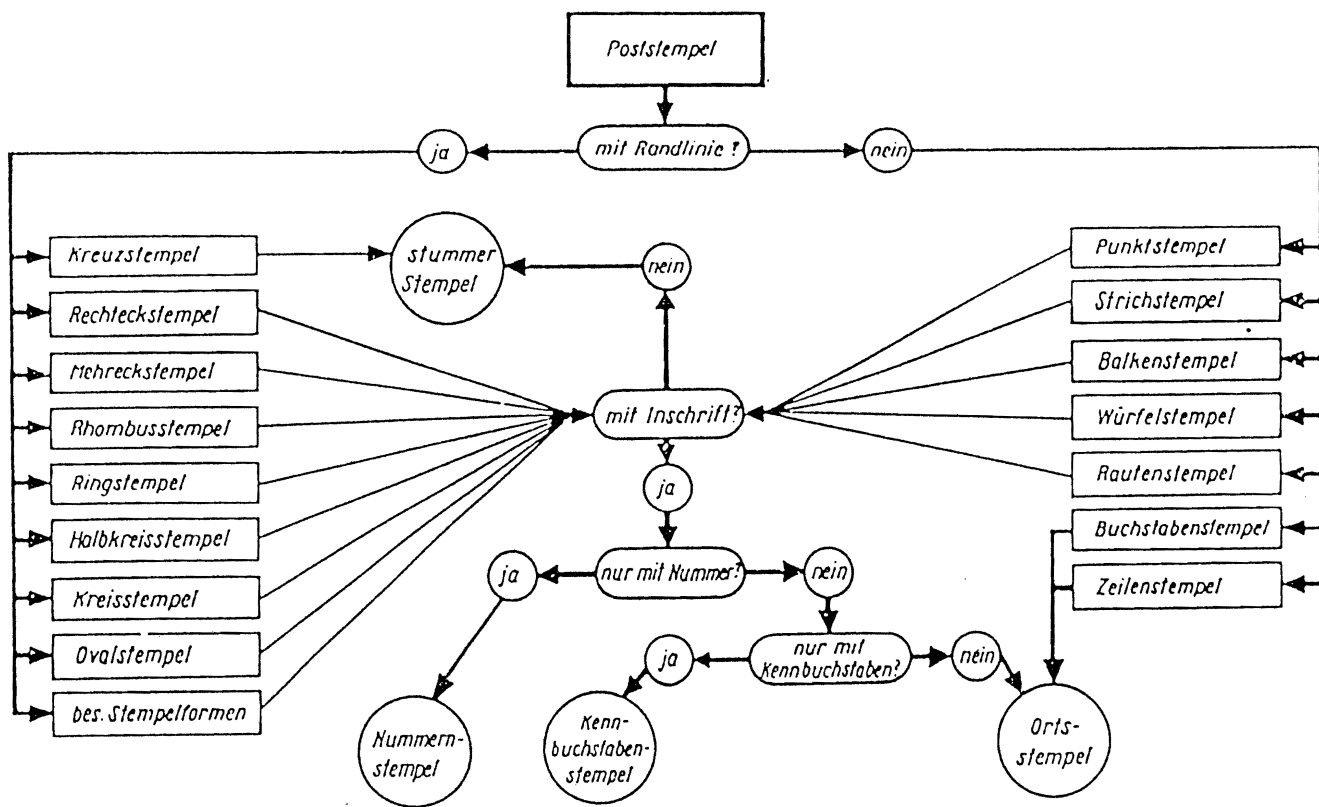 Poststempel
ja
mit Randlinie?
nein
Kreuzstempel
Rechteckstempel
Mehreckstempel
Rhombusstempel
Ringstempel
Halbkreisstempel
Kreisstempel
Ovalstempel
bes. Stempelformen
stummer
Stempel
nein
mit Inschrift?
ja
nur mit Nummer?
ja
nein
nur mit
Kennbuchstaben?
ja
nein
Nummern-
stempel
Kenn-
buchstaben-
stempel
Orts-
stempel
Punktstempel
Strichstempel
Balkenstempel
Würfelstempel
Rautenstempel
Buchstabenstempel
Zeilenstempel